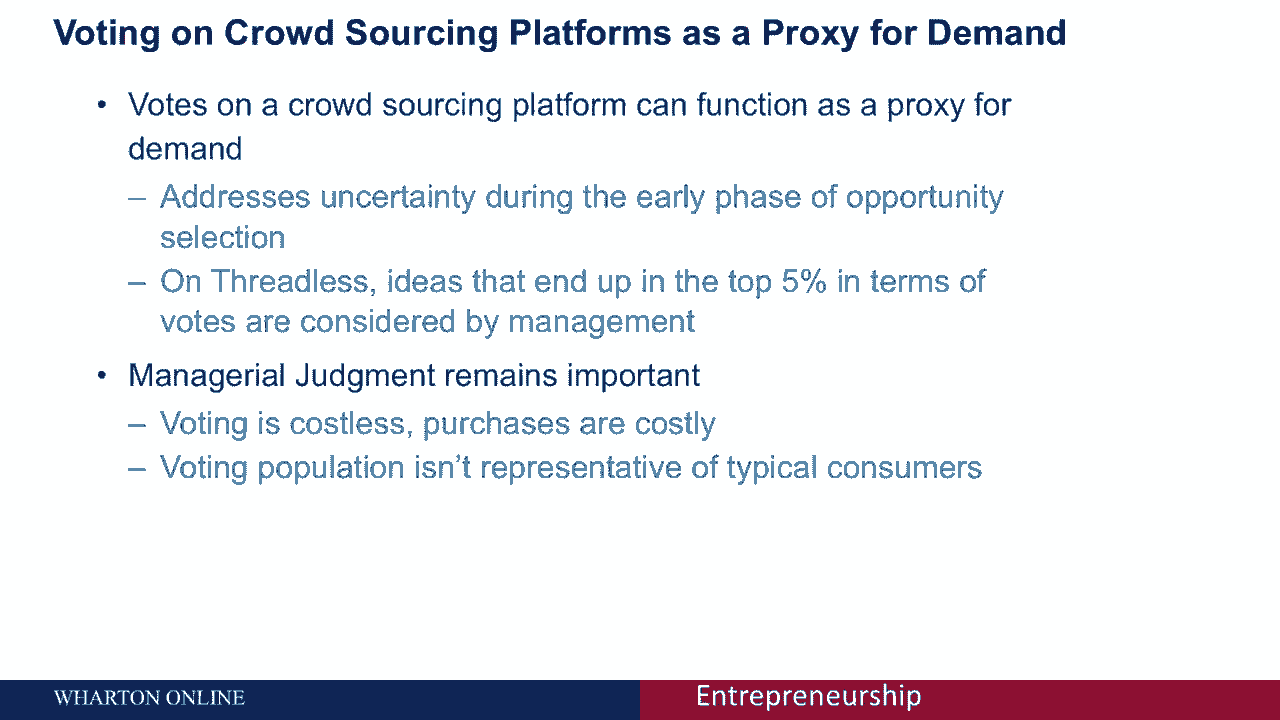 Voting on Crowd Sourcing Platforms as a Proxy for Demand
• Votes on a crowd sourcing platform can function as a proxy for
demand
– Addresses uncertainty during the early phase of opportunity
selection
– On Threadless, ideas that end up in the top 5% in terms of
votes are considered by management
• Managerial Judgment remains important
– Voting is costless, purchases are costly
– Voting population isn’t representative of typical consumers
WHARTON ONLINE
Entrepreneurship